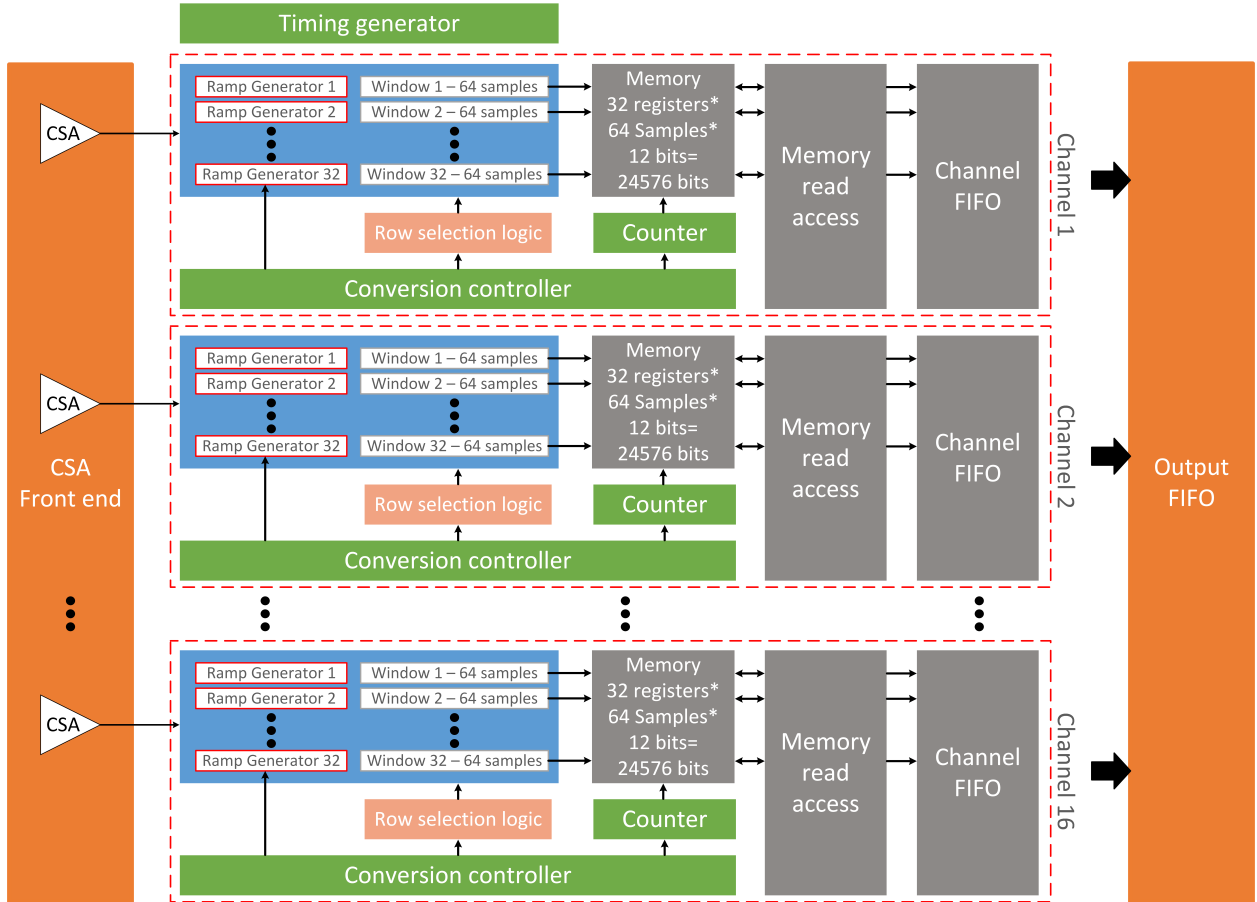 Timing generator
CSA
Front end
CSA
Ramp Generator 1
Ramp Generator 2
Ramp Generator 32
Window 1 – 64 samples
Window 2 – 64 samples
Window 32 – 64 samples
Row selection logic
Conversion controller
Memory
32 registers*
64 Samples*
12 bits=
24576 bits
Counter
Memory
read
access
Channel
FIFO
Channel 1
CSA
Ramp Generator 1
Ramp Generator 2
Ramp Generator 32
Window 1 – 64 samples
Window 2 – 64 samples
Window 32 – 64 samples
Row selection logic
Conversion controller
Memory
32 registers*
64 Samples*
12 bits=
24576 bits
Counter
Memory
read
access
Channel
FIFO
Channel 2
CSA
Ramp Generator 1
Ramp Generator 2
Ramp Generator 32
Window 1 – 64 samples
Window 2 – 64 samples
Window 32 – 64 samples
Row selection logic
Conversion controller
Memory
32 registers*
64 Samples*
12 bits=
24576 bits
Counter
Memory
read
access
Channel
FIFO
Channel 16
Output
FIFO